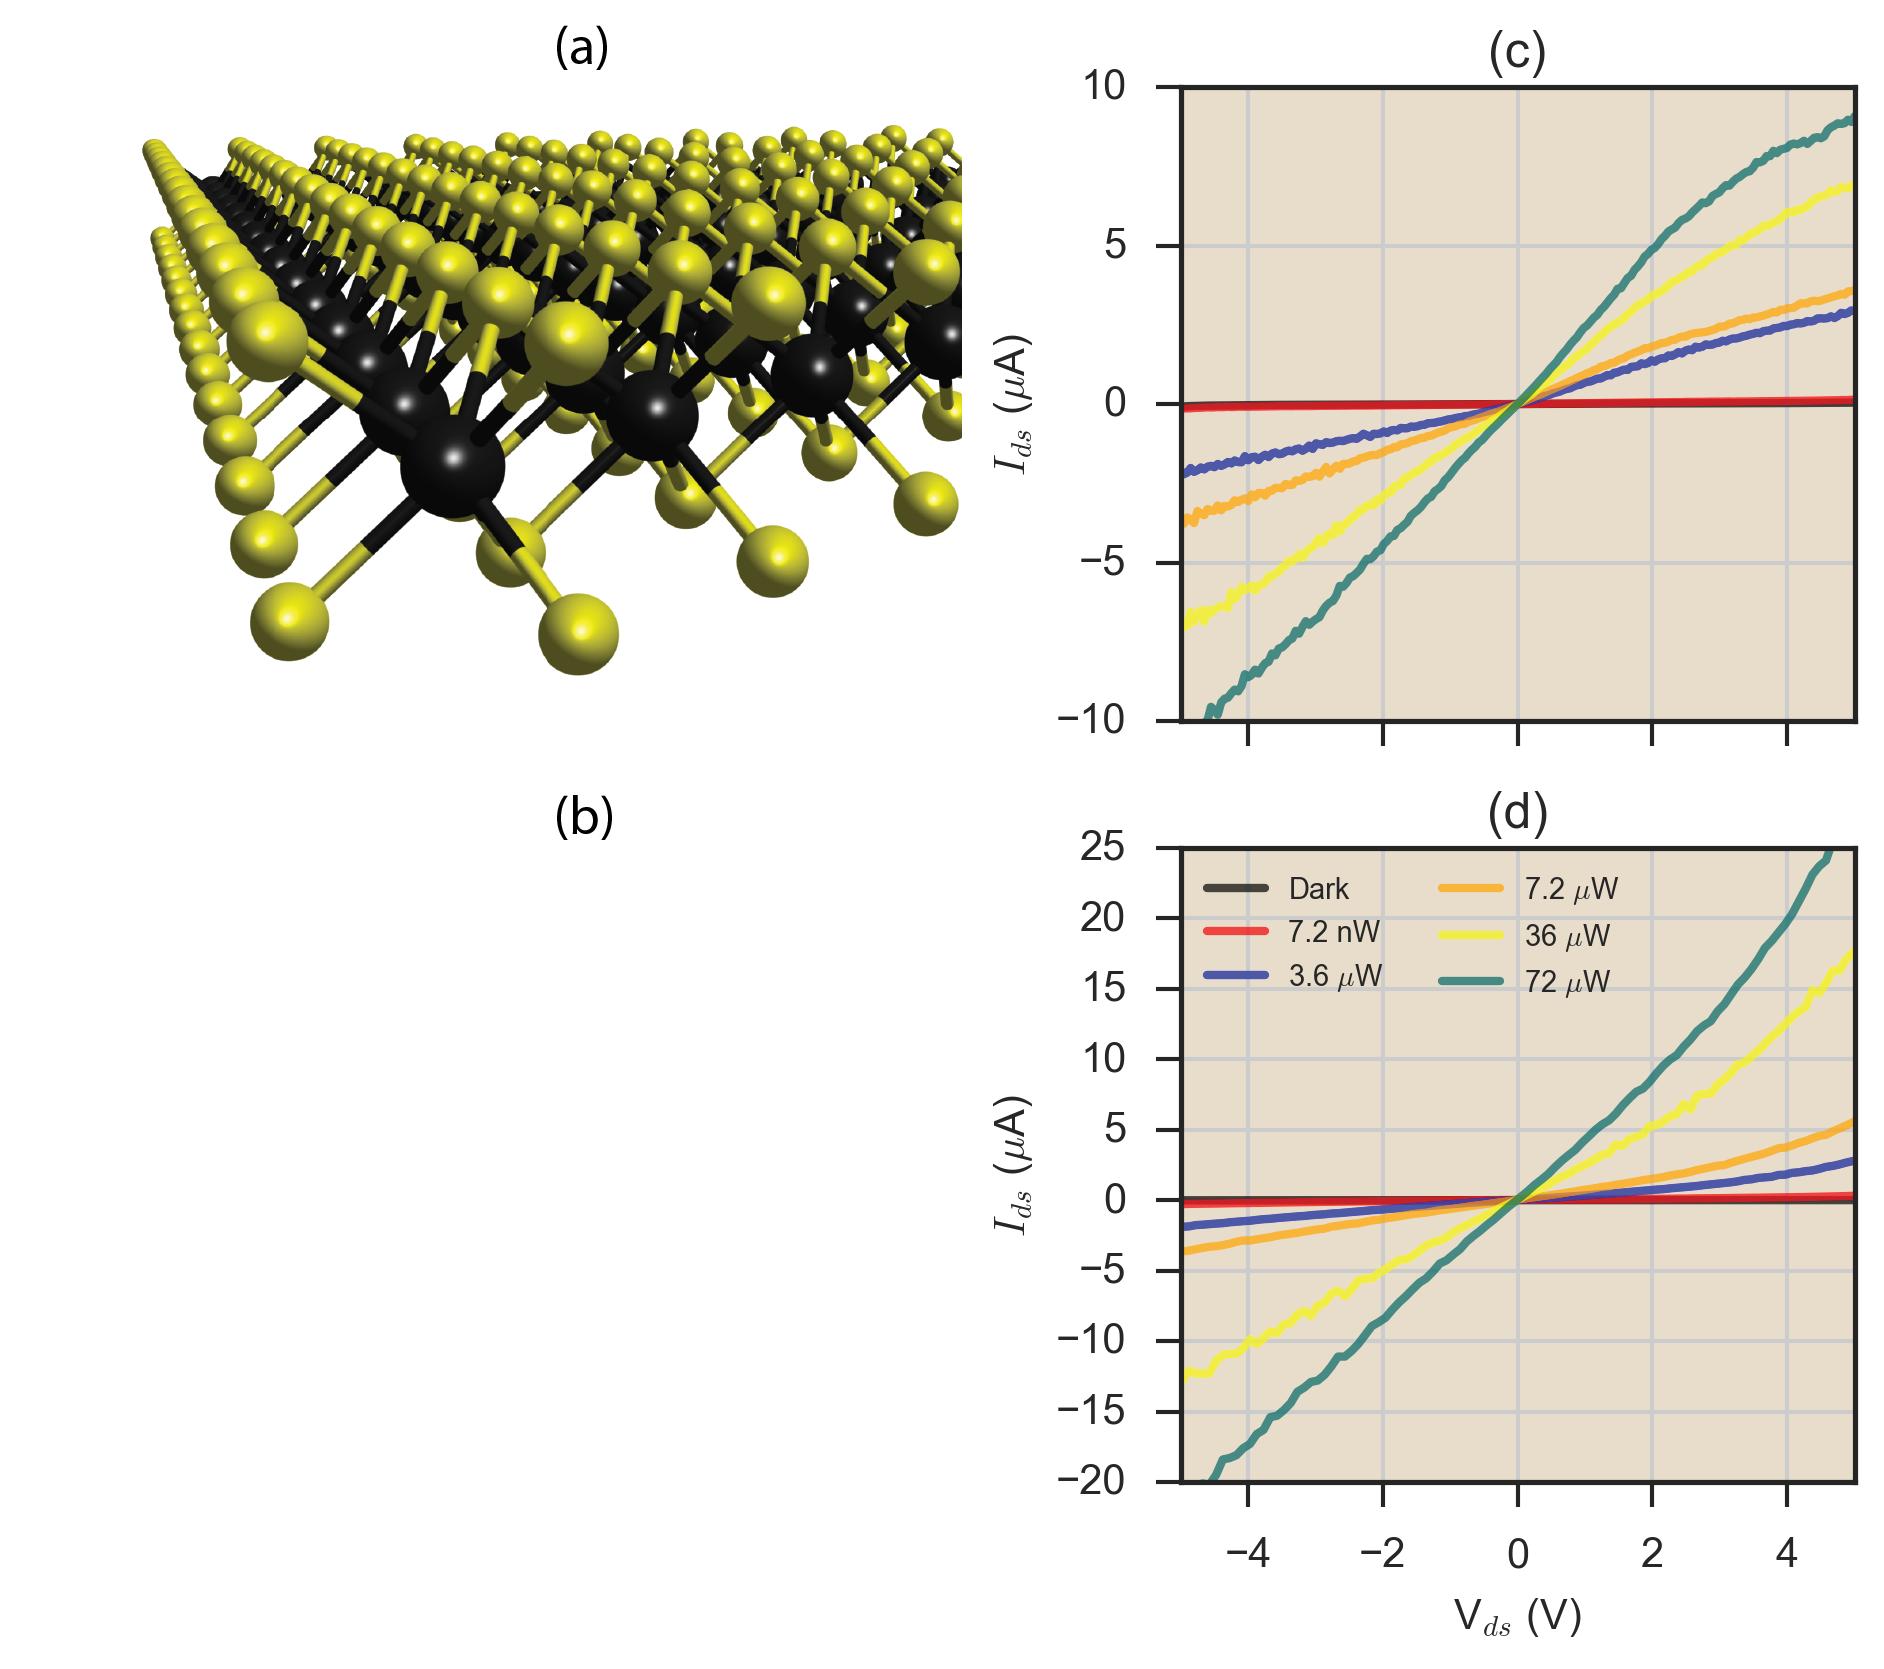 (a)
(b)
(c)
10
5
0
−5
−10
I_ds (μA)
(d)
25
20
15
10
5
0
−5
−10
−15
−20
I_ds (μA)
Dark
7.2 nW
3.6 μW
7.2 μW
36 μW
72 μW
−4 −2 0 2 4
V_ds (V)